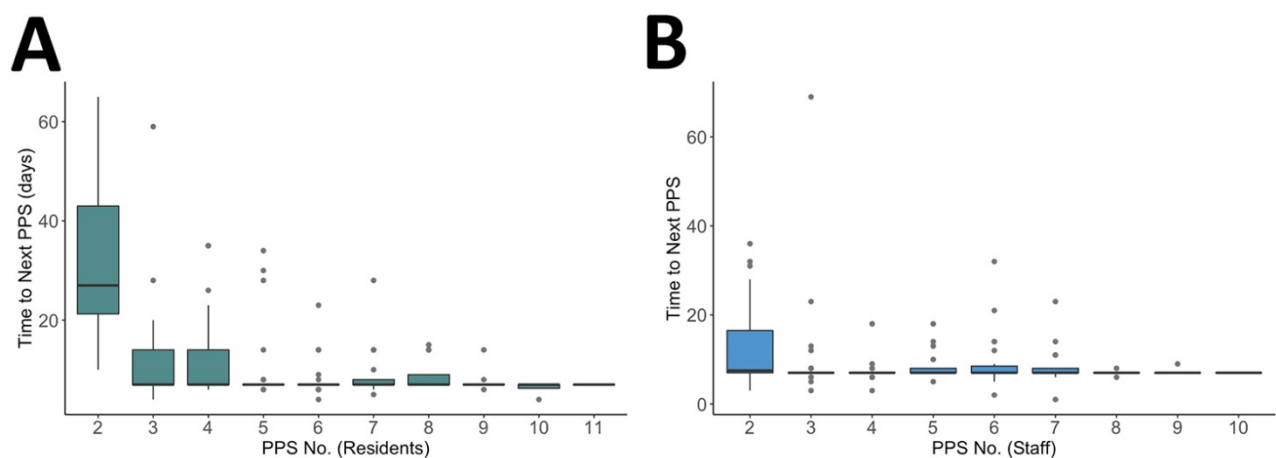 A
B
Time to Next PPS (days)
60
40
20
2 3 4 5 6 7 8 9 10 11
PPS No. (Residents)
Time to Next PPS
60
40
20
0
2 3 4 5 6 7 8 9 10
PPS No. (Staff)